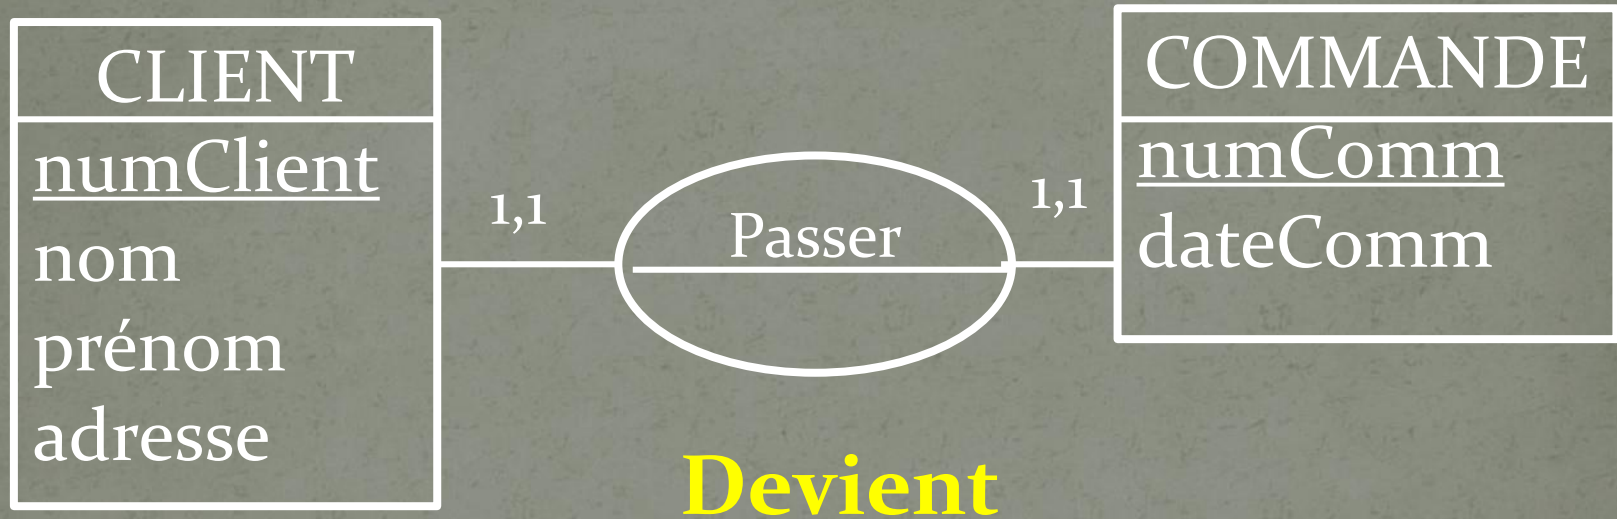 CLIENT
numClient
nom
prénom
adresse
1,1
Passer
1,1
COMMANDE
numComm
dateComm
Devient